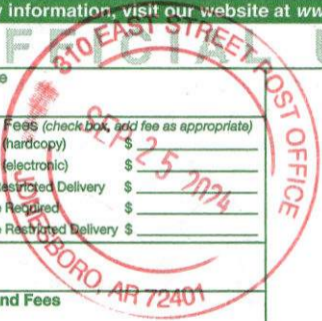 y information, visit our website at ww
OFFICIAL U
310 EAST STREET POST OFFICE
e
Fees (check box, add fee as appropriate)
(hardcopy) $
(electronic) $
Restricted Delivery $
e Required $
e Restricted Delivery $
SEP 25 2024
JONESBORO, AR 72401
nd Fees